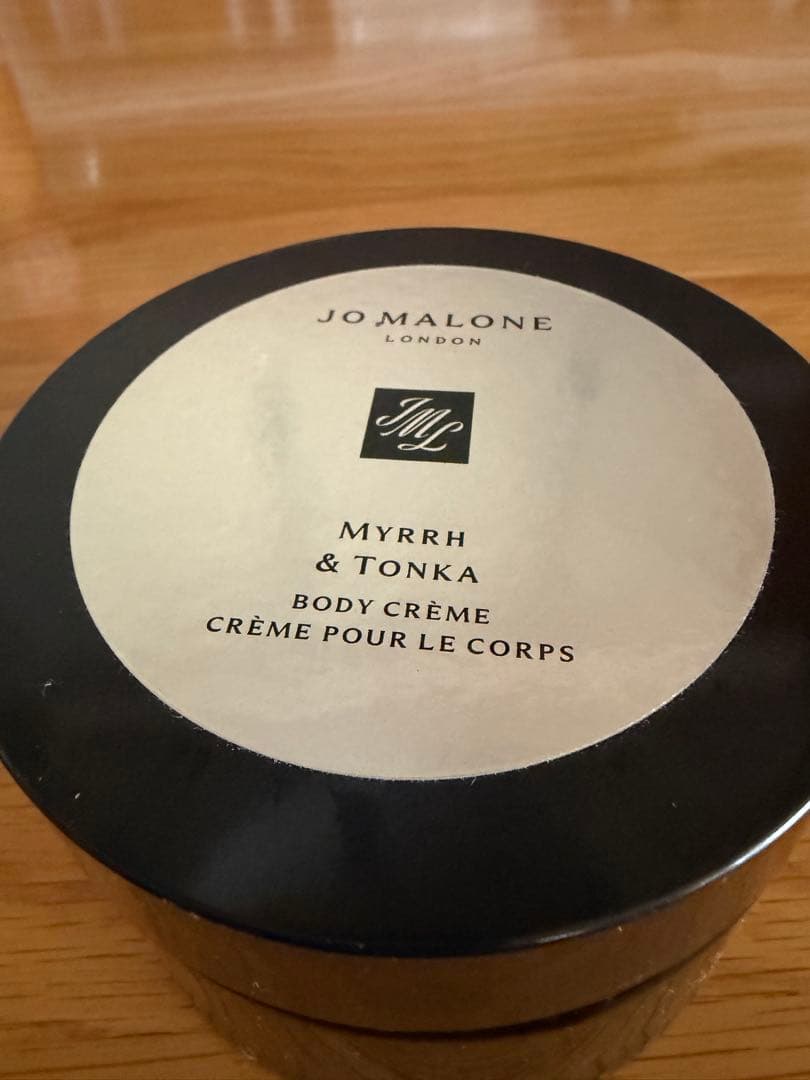 JO MALONE
LONDON
JML
MYRRH
& TONKA
BODY CRÈME
CRÈME POUR LE CORPS